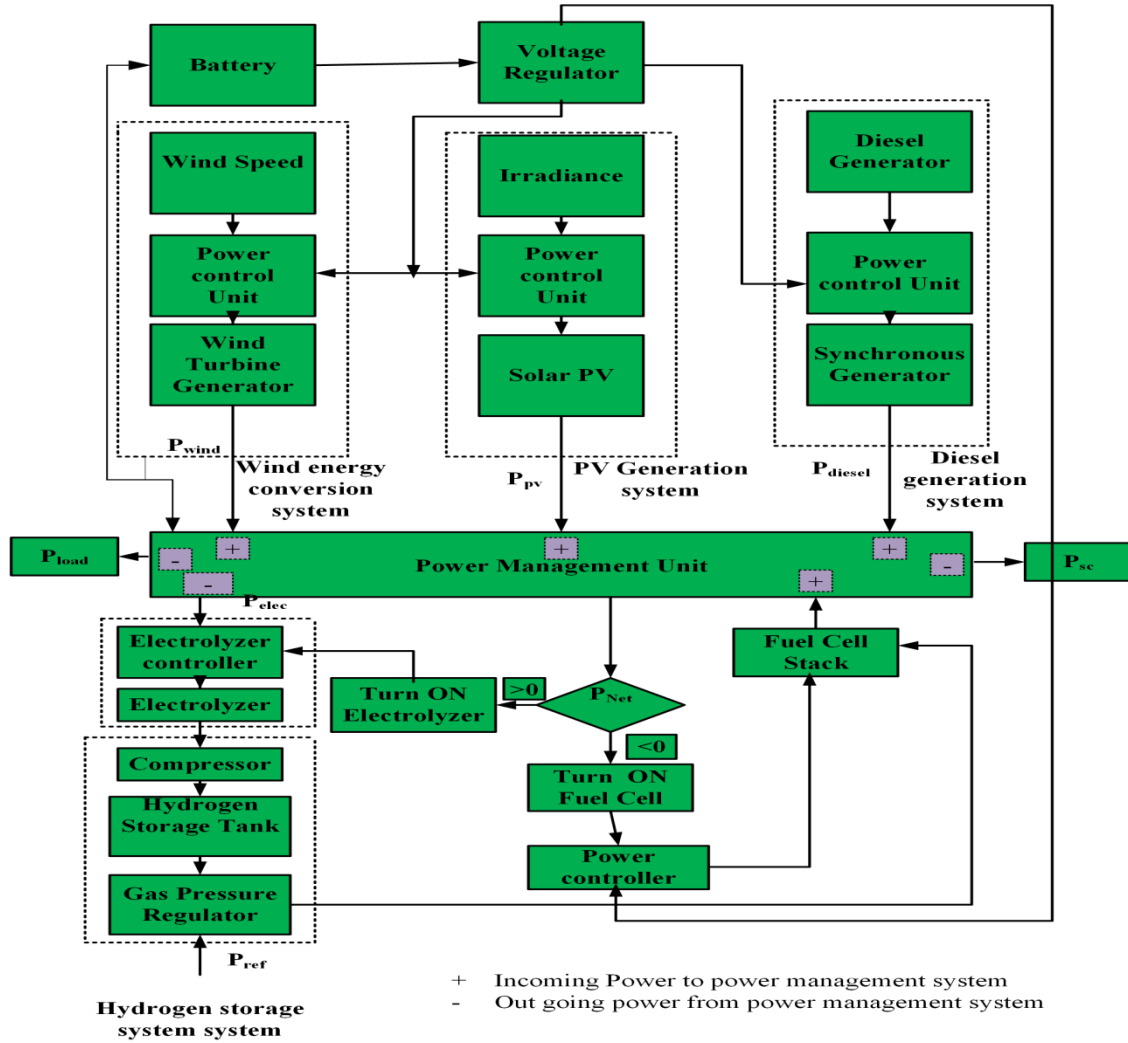 Battery
Voltage
Regulator
Wind Speed
Irradiance
Diesel
Generator
Power
control
Unit
Power
control
Unit
Power
control Unit
Wind
Turbine
Generator
Solar PV
Synchronous
Generator
Pwind
Wind energy
conversion
system
Ppv
PV Generation
system
Pdiesel
Diesel
generation
system
Pload
-
-
+
Power Management Unit
+
+
+
-
Psc
Pelec
Electrolyzer
controller
Electrolyzer
Turn ON
Electrolyzer
>0
PNet
<0
Fuel Cell
Stack
Compressor
Hydrogen
Storage Tank
Turn ON
Fuel Cell
Power
controller
Gas Pressure
Regulator
Pref
Hydrogen storage
system system
+ Incoming Power to power management system
- Out going power from power management system